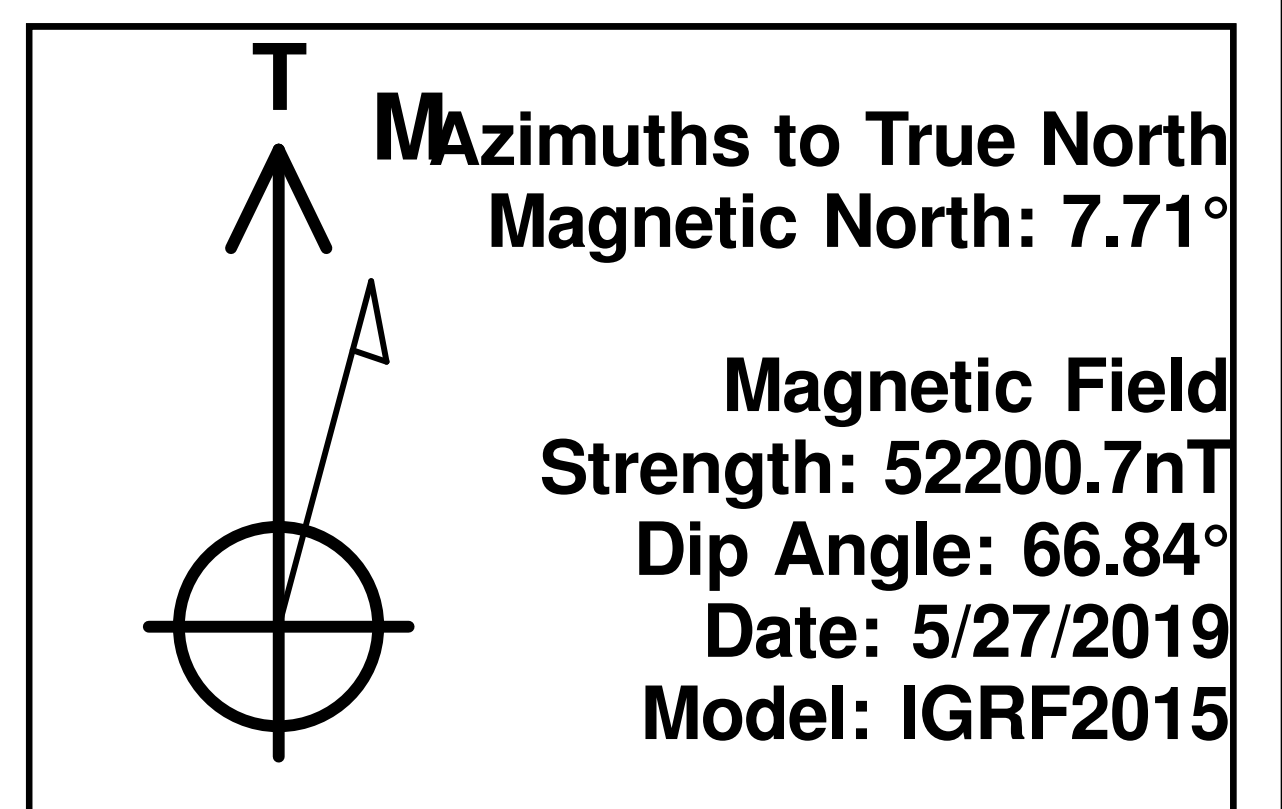 T
M
Azimuths to True North
Magnetic North: 7.71°
Magnetic Field
Strength: 52200.7nT
Dip Angle: 66.84°
Date: 5/27/2019
Model: IGRF2015